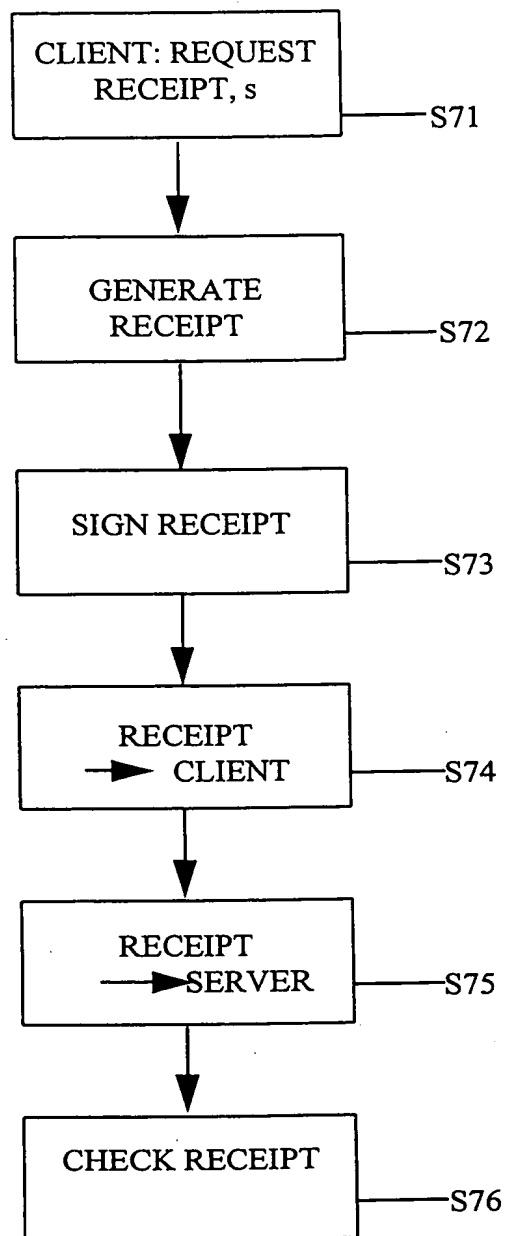 CLIENT: REQUEST
RECEIPT, s
S71
GENERATE
RECEIPT
S72
SIGN RECEIPT
S73
RECEIPT
CLIENT
S74
RECEIPT
SERVER
S75
CHECK RECEIPT
S76